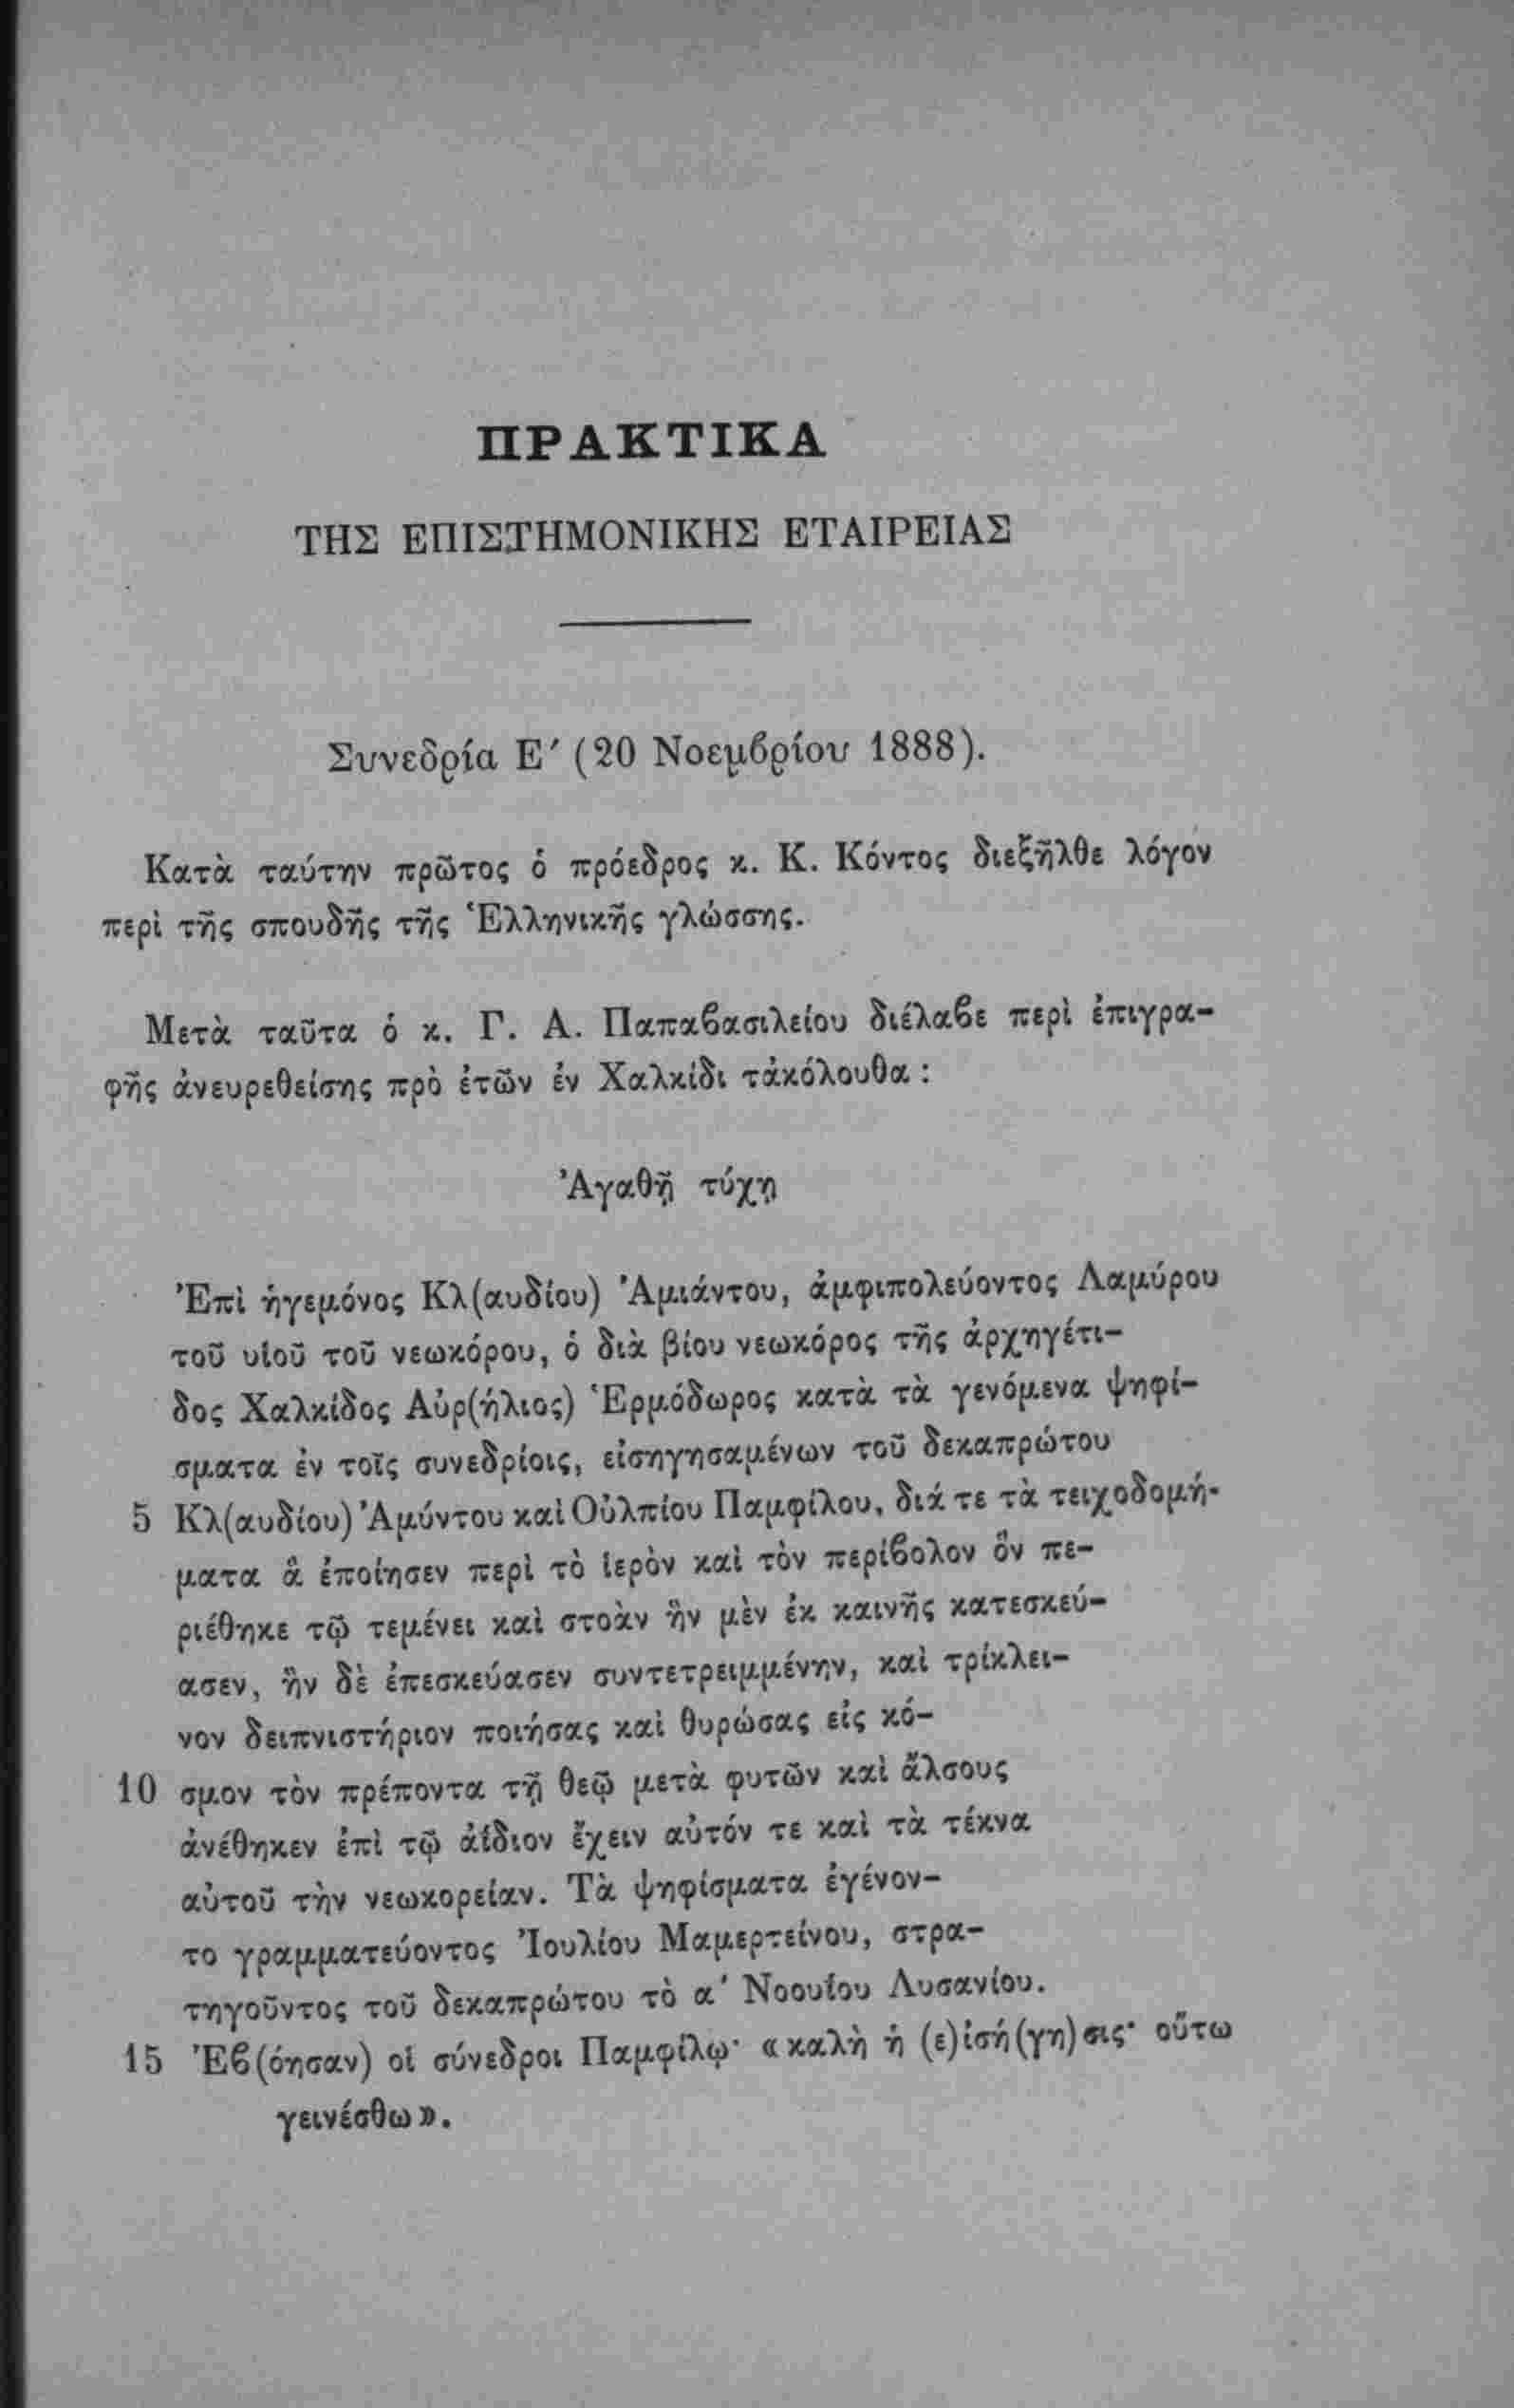 ΠΡΑΚΤΙΚΑ
ΤΗΣ ΕΠΙΣΤΗΜΟΝΙΚΗΣ ΕΤΑΙΡΕΙΑΣ
Συνεδρία Ε΄ (20 Νοεμβρίου 1888).
Κατὰ ταύτην πρῶτος ὁ πρόεδρος κ. Κ. Κόντος διεξῆλθε λόγον
περὶ τῆς σπουδῆς τῆς Ἑλληνικῆς γλώσσης.
Μετὰ ταῦτα ὁ κ. Γ. Α. Παπαβασιλείου διέλαβε περὶ ἐπιγρα-
φῆς ἀνευρεθείσης πρὸ ἐτῶν ἐν Χαλκίδι τἀκόλουθα :
Ἀγαθῇ τύχῃ
Ἐπὶ ἡγεμόνος Κλ(αυδίου) Ἀμιάντου, ἀμφιπολεύοντος Λαμύρου
τοῦ υἱοῦ τοῦ νεωκόρου, ὁ διὰ βίου νεωκόρος τῆς ἀρχηγέτι-
δος Χαλκίδος Αὐρ(ήλιος) Ἑρμόδωρος κατὰ τὰ γενόμενα ψηφί-
σματα ἐν τοῖς συνεδρίοις, εἰσηγησαμένων τοῦ δεκαπρώτου
5 Κλ(αυδίου) Ἀμύντου καὶ Οὐλπίου Παμφίλου, διά τε τὰ τειχοδομή-
ματα ἃ ἐποίησεν περὶ τὸ ἱερὸν καὶ τὸν περίβολον ὃν πε-
ριέθηκε τῷ τεμένει καὶ στοὰν ἣν μὲν ἐκ καινῆς κατεσκεύ-
ασεν, ἣν δὲ ἐπεσκεύασεν συντετρειμμένην, καὶ τρίκλει-
νον δειπνιστήριον ποιήσας καὶ θυρώσας εἰς κό-
10 σμον τὸν πρέποντα τῇ θεῷ μετὰ φυτῶν καὶ ἄλσους
ἀνέθηκεν ἐπὶ τῷ ἀΐδιον ἔχειν αὐτόν τε καὶ τὰ τέκνα
αὐτοῦ τὴν νεωκορείαν. Τὰ ψηφίσματα ἐγένον-
το γραμματεύοντος Ἰουλίου Μαμερτείνου, στρα-
τηγοῦντος τοῦ δεκαπρώτου τὸ α΄ Νοουΐου Λυσανίου.
15 Ἐβ(όησαν) οἱ σύνεδροι Παμφίλῳ· «καλὴ ἡ (ε)ἰσή(γη)σις· οὕτω
γεινέσθω».